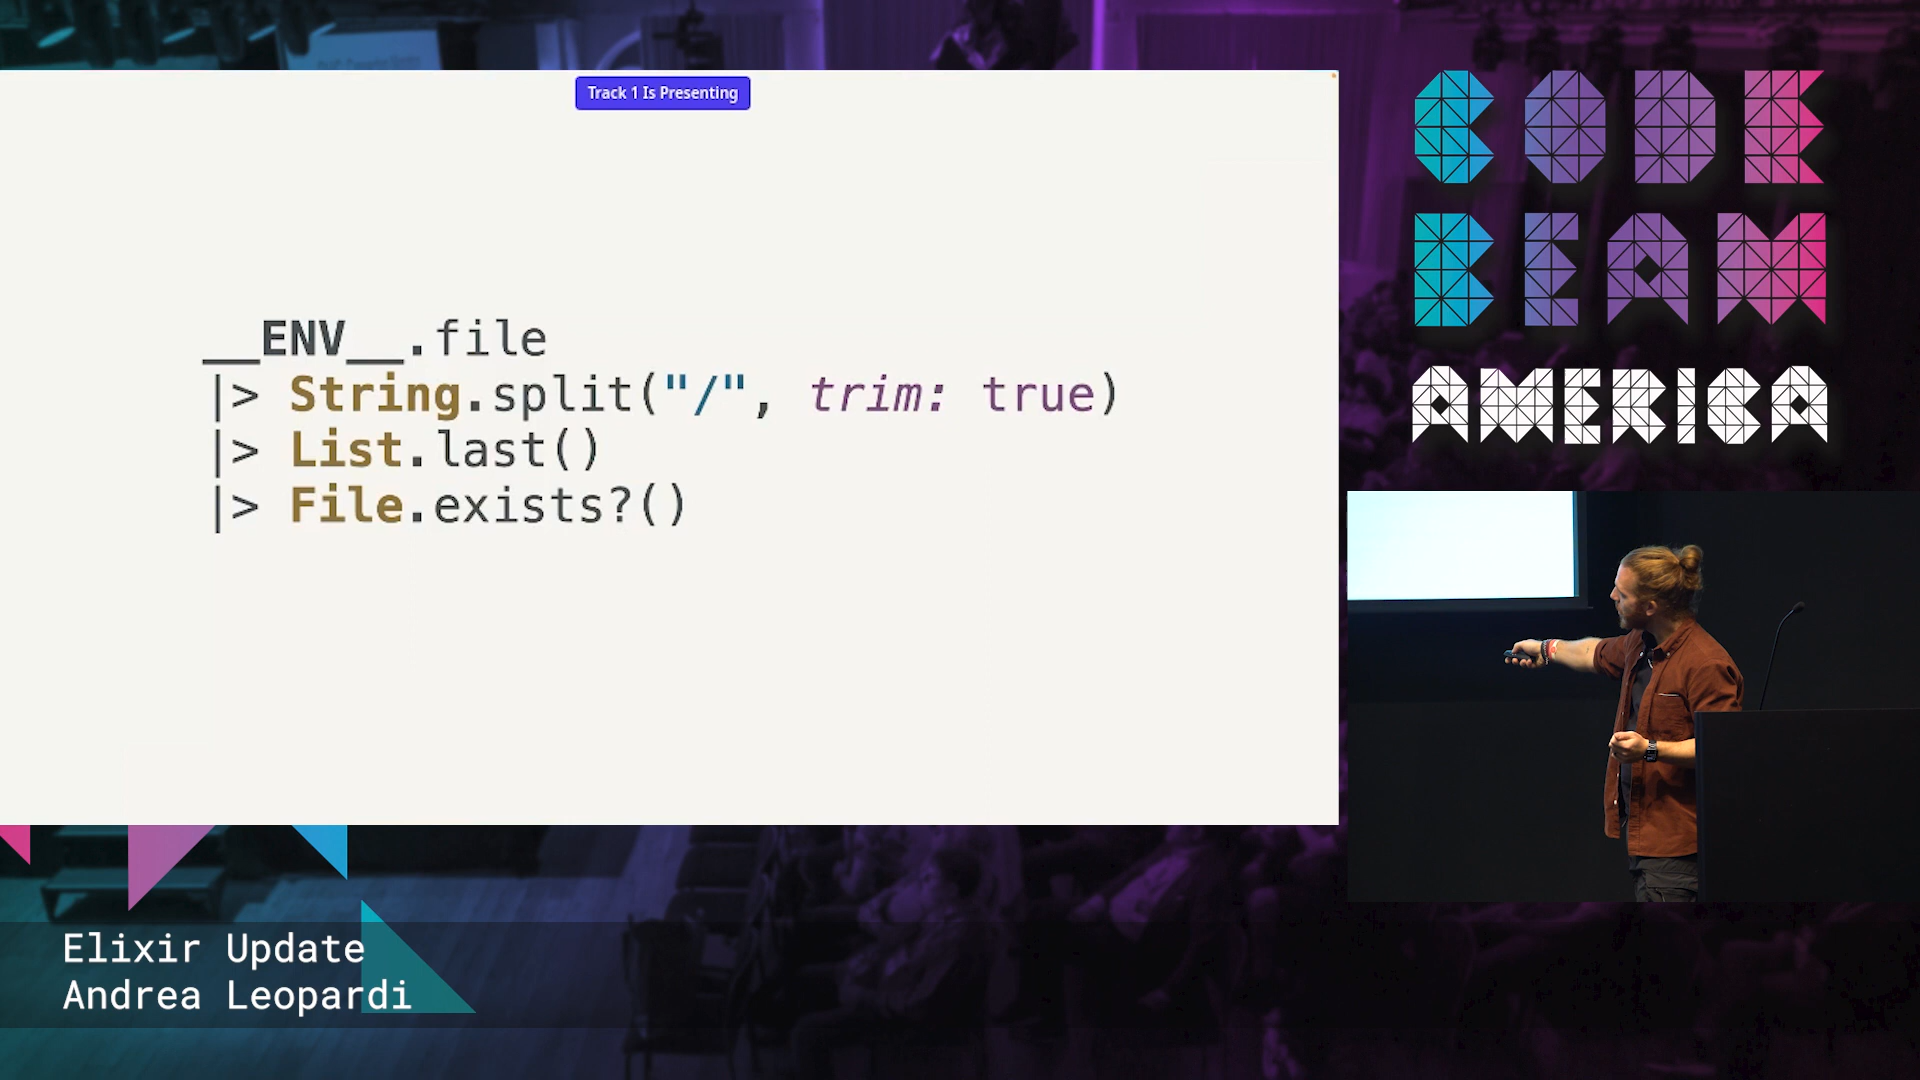 Track 1 Is Presenting
__ENV__.file
|> String.split("/", trim: true)
|> List.last()
|> File.exists?()
CODE
BEAM
AMERICA
Elixir Update
Andrea Leopardi